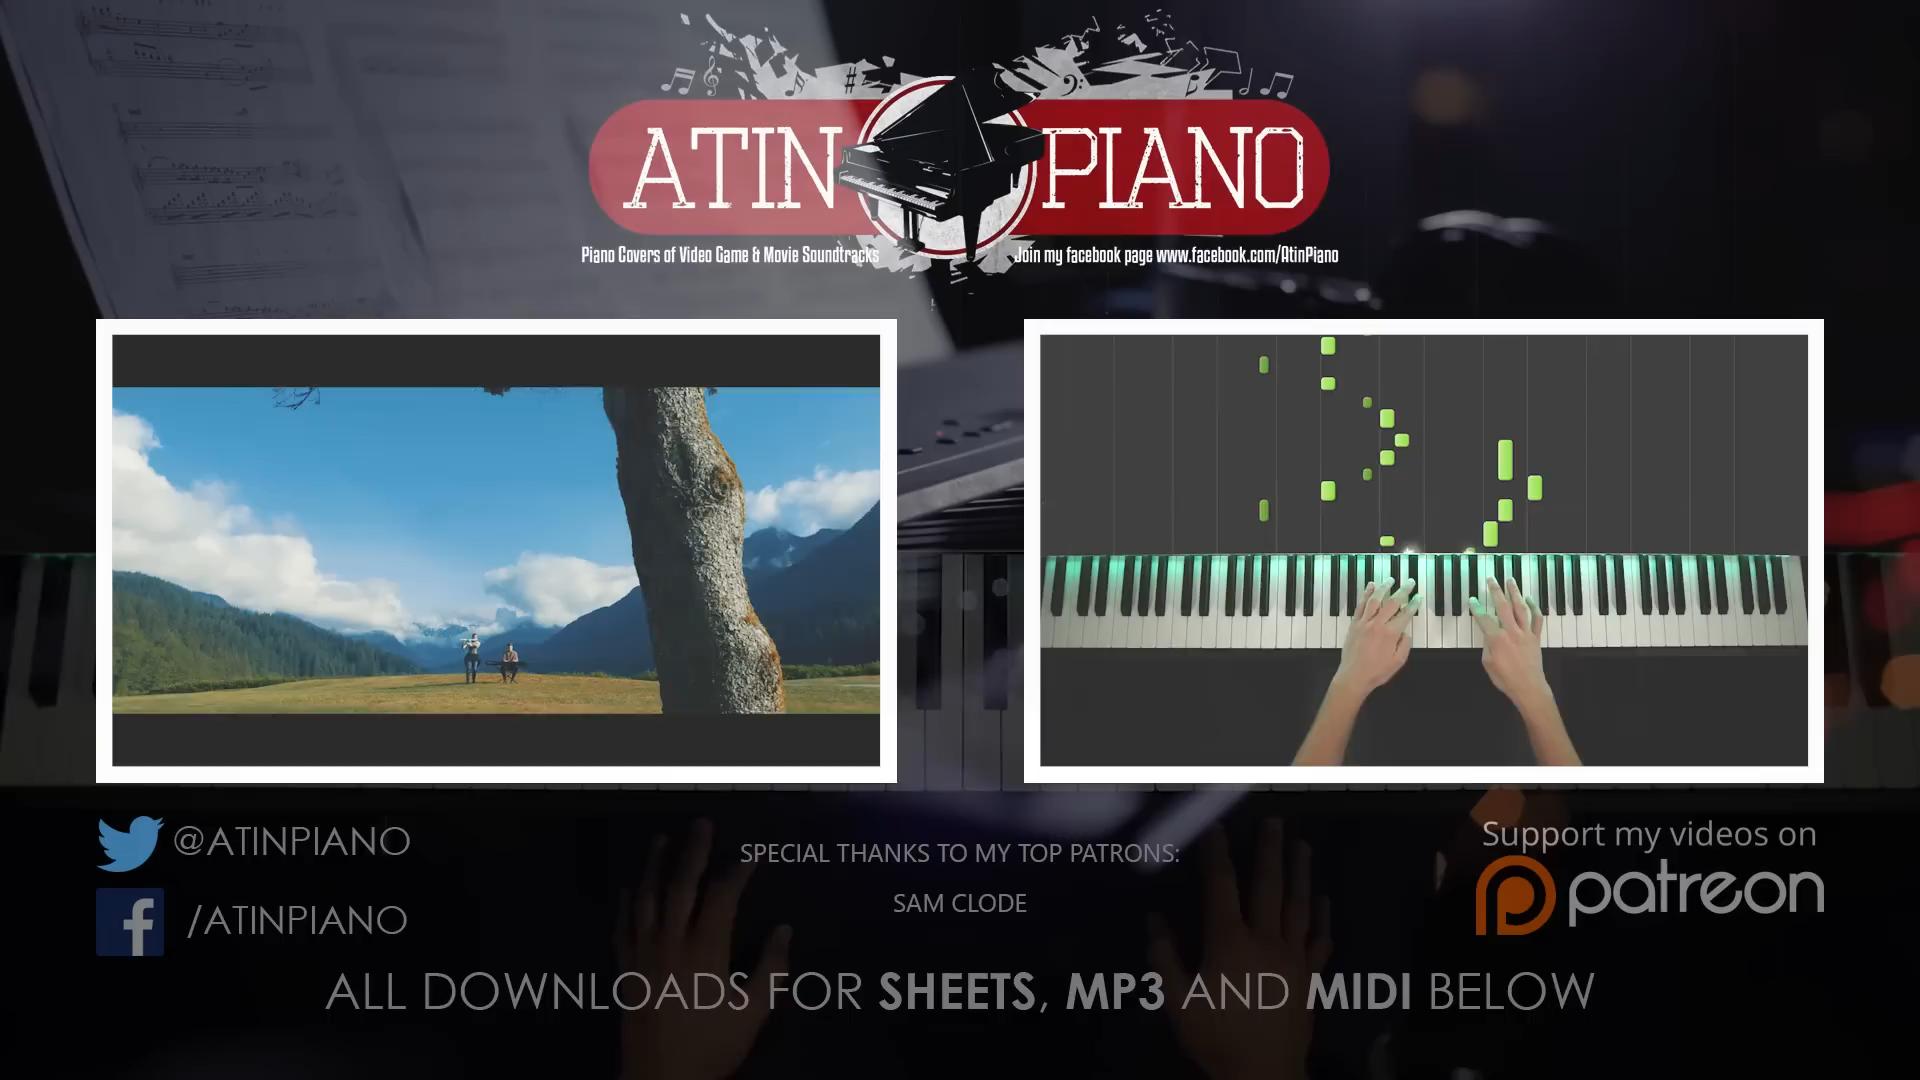 ATIN PIANO
Piano Covers of Video Game & Movie Soundtracks
Join my facebook page www.facebook.com/AtinPiano
@ATINPIANO
/ATINPIANO
SPECIAL THANKS TO MY TOP PATRONS:
SAM CLODE
Support my videos on
patreon
ALL DOWNLOADS FOR SHEETS, MP3 AND MIDI BELOW